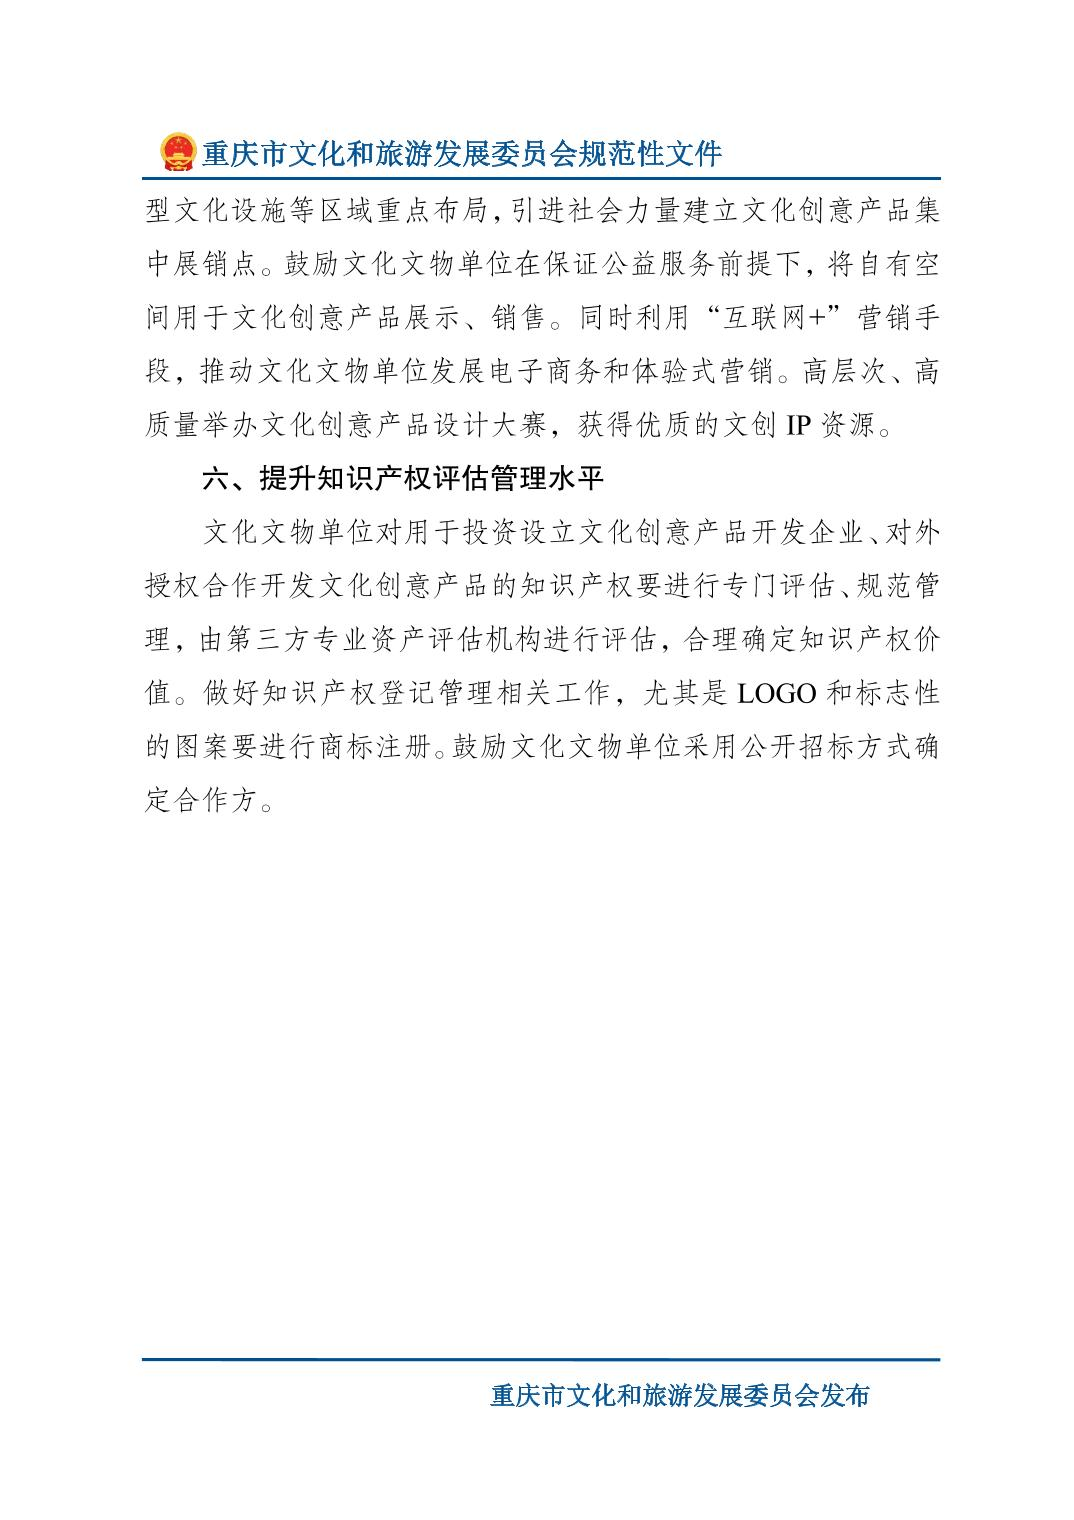 重庆市文化和旅游发展委员会规范性文件
型文化设施等区域重点布局，引进社会力量建立文化创意产品集
中展销点。鼓励文化文物单位在保证公益服务前提下，将自有空
间用于文化创意产品展示、销售。同时利用“互联网+”营销手
段，推动文化文物单位发展电子商务和体验式营销。高层次、高
质量举办文化创意产品设计大赛，获得优质的文创 IP 资源。
六、提升知识产权评估管理水平
文化文物单位对用于投资设立文化创意产品开发企业、对外
授权合作开发文化创意产品的知识产权要进行专门评估、规范管
理，由第三方专业资产评估机构进行评估，合理确定知识产权价
值。做好知识产权登记管理相关工作，尤其是 LOGO 和标志性
的图案要进行商标注册。鼓励文化文物单位采用公开招标方式确
定合作方。
重庆市文化和旅游发展委员会发布